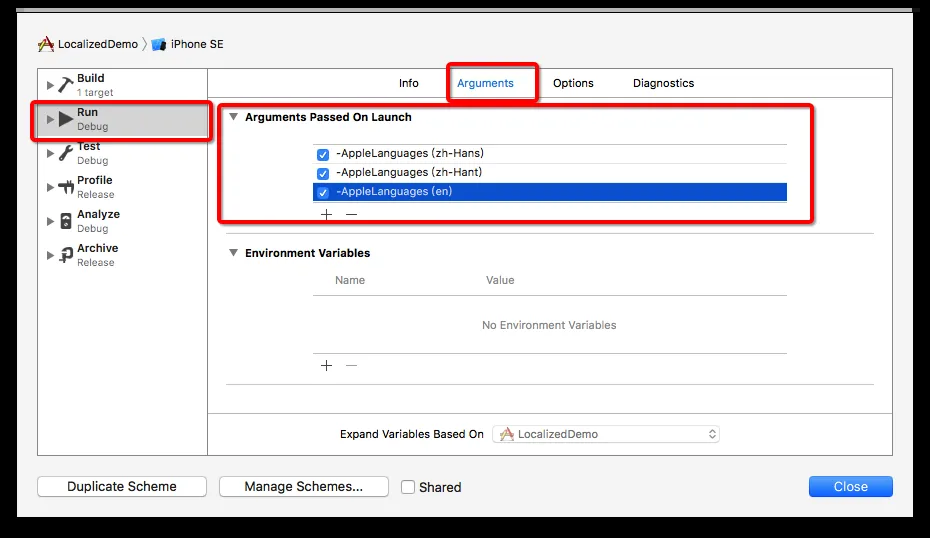 LocalizedDemo
iPhone SE
Build
1 target
Run
Debug
Test
Debug
Profile
Release
Analyze
Debug
Archive
Release
Info
Arguments
Options
Diagnostics
Arguments Passed On Launch
-AppleLanguages (zh-Hans)
-AppleLanguages (zh-Hant)
-AppleLanguages (en)
Environment Variables
Name
Value
No Environment Variables
Expand Variables Based On
LocalizedDemo
Duplicate Scheme
Manage Schemes...
Shared
Close